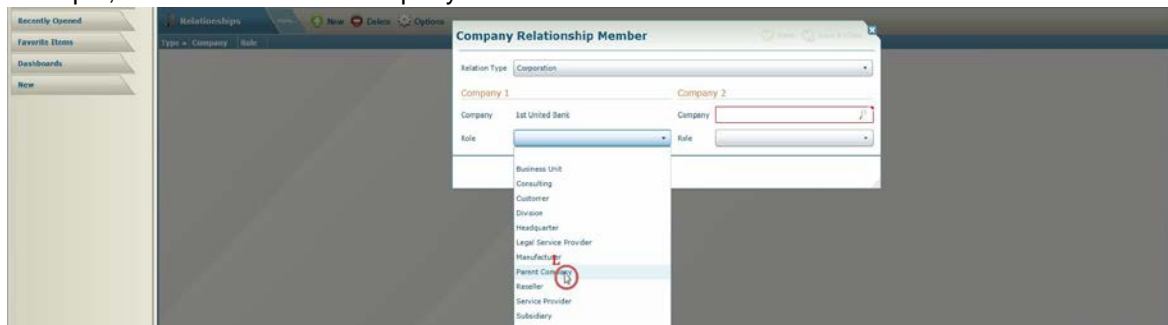 Recently Opened
Favorite Items
Dashboards
New
Relationships
New Delete Options
Type Company Role
Company Relationship Member
Relation Type Corporation
Company 1 Company 2
Company 1st United Bank Company
Role Role
Business Unit
Consulting
Customer
Division
Headquarter
Legal Service Provider
Manufacturer
L
Parent Company
Reseller
Service Provider
Subsidiary